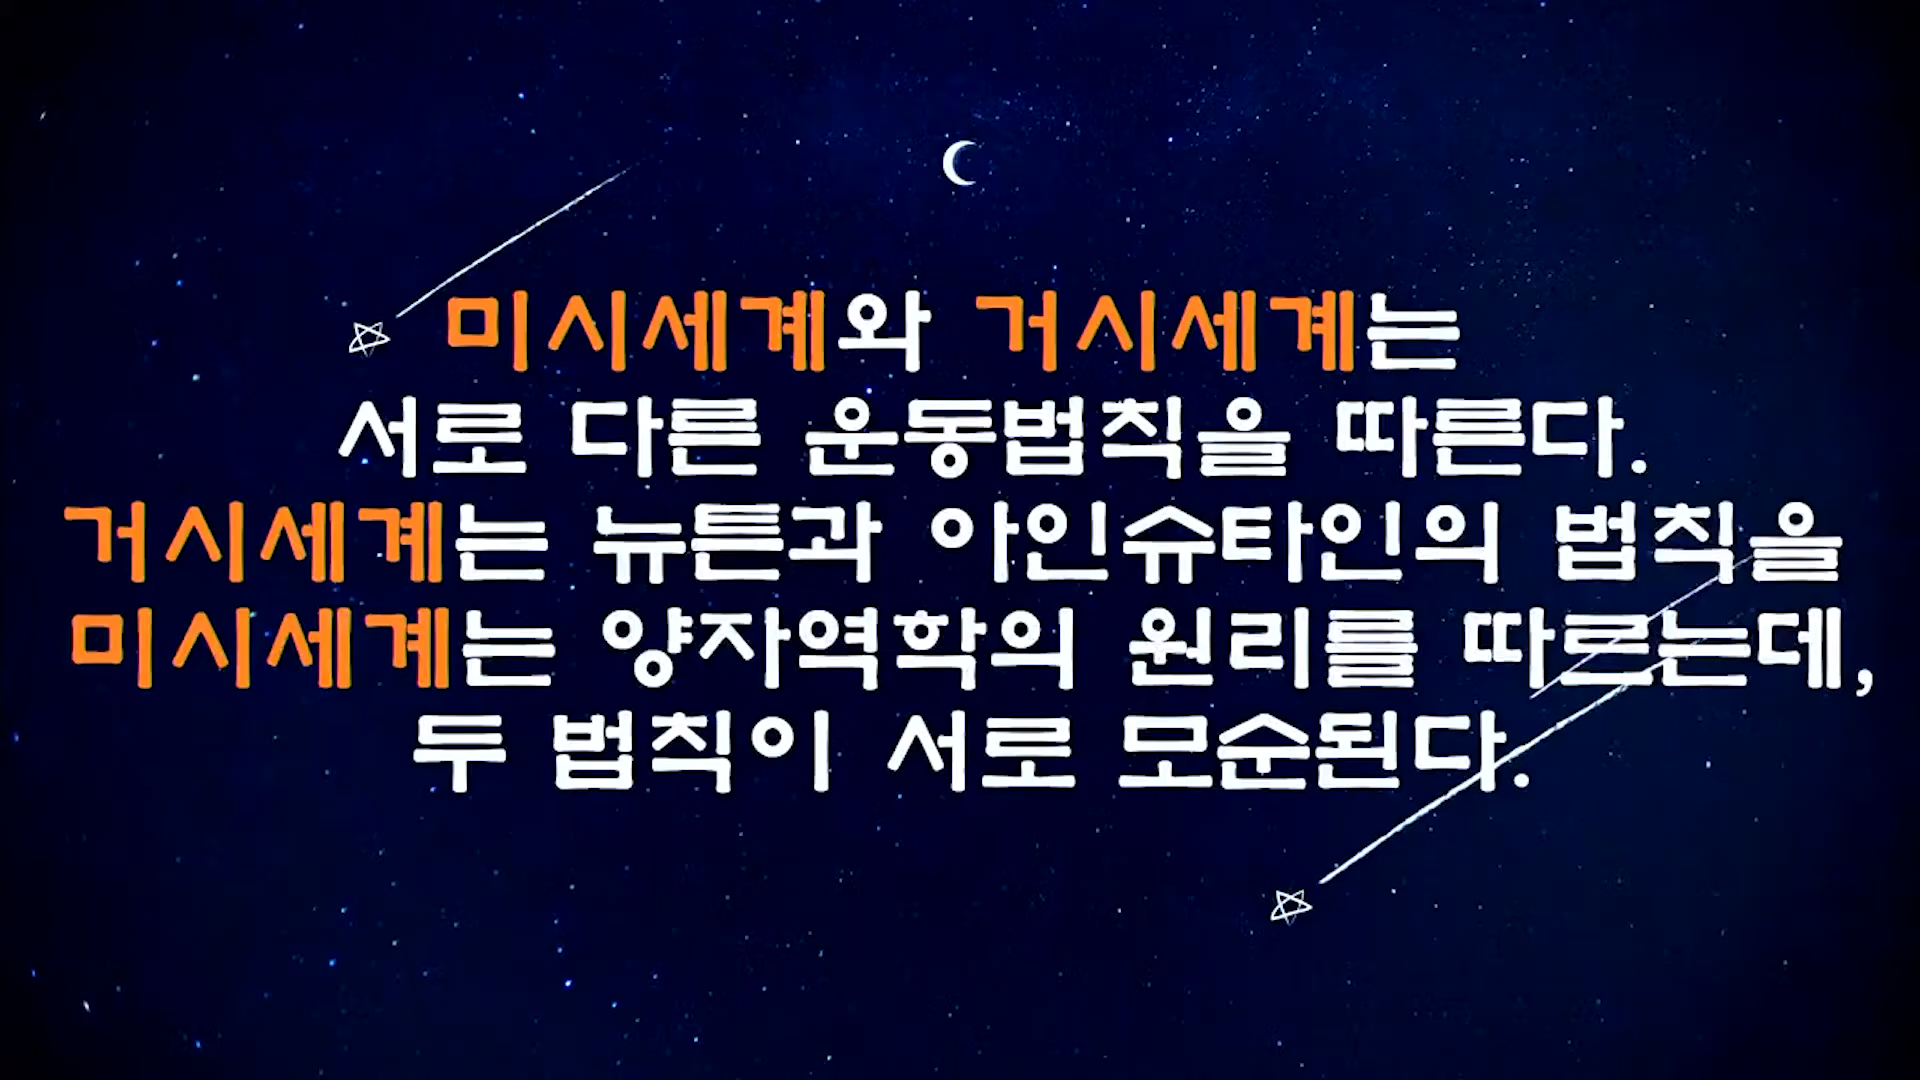 미시세계와 거시세계는
서로 다른 운동법칙을 따른다.
거시세계는 뉴튼과 아인슈타인의 법칙을
미시세계는 양자역학의 원리를 따르는데,
두 법칙이 서로 모순된다.